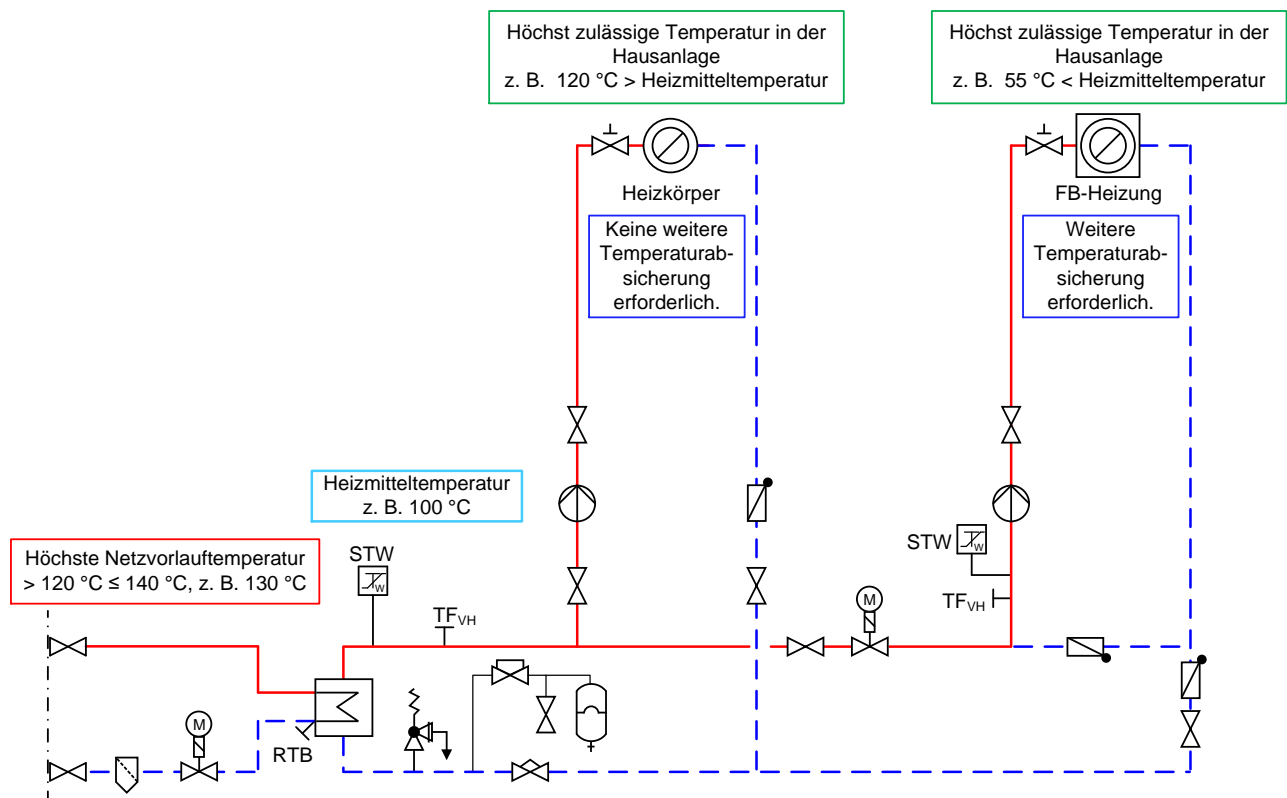 Höchst zulässige Temperatur in der
Hausanlage
z. B. 120 °C > Heizmitteltemperatur
Höchst zulässige Temperatur in der
Hausanlage
z. B. 55 °C < Heizmitteltemperatur
Heizkörper
FB-Heizung
Keine weitere
Temperaturab-
sicherung
erforderlich.
Weitere
Temperaturab-
sicherung
erforderlich.
Heizmitteltemperatur
z. B. 100 °C
Höchste Netzvorlauftemperatur
> 120 °C ≤ 140 °C, z. B. 130 °C
STW
W
TFVH
STW
W
TFVH
M
M
RTB